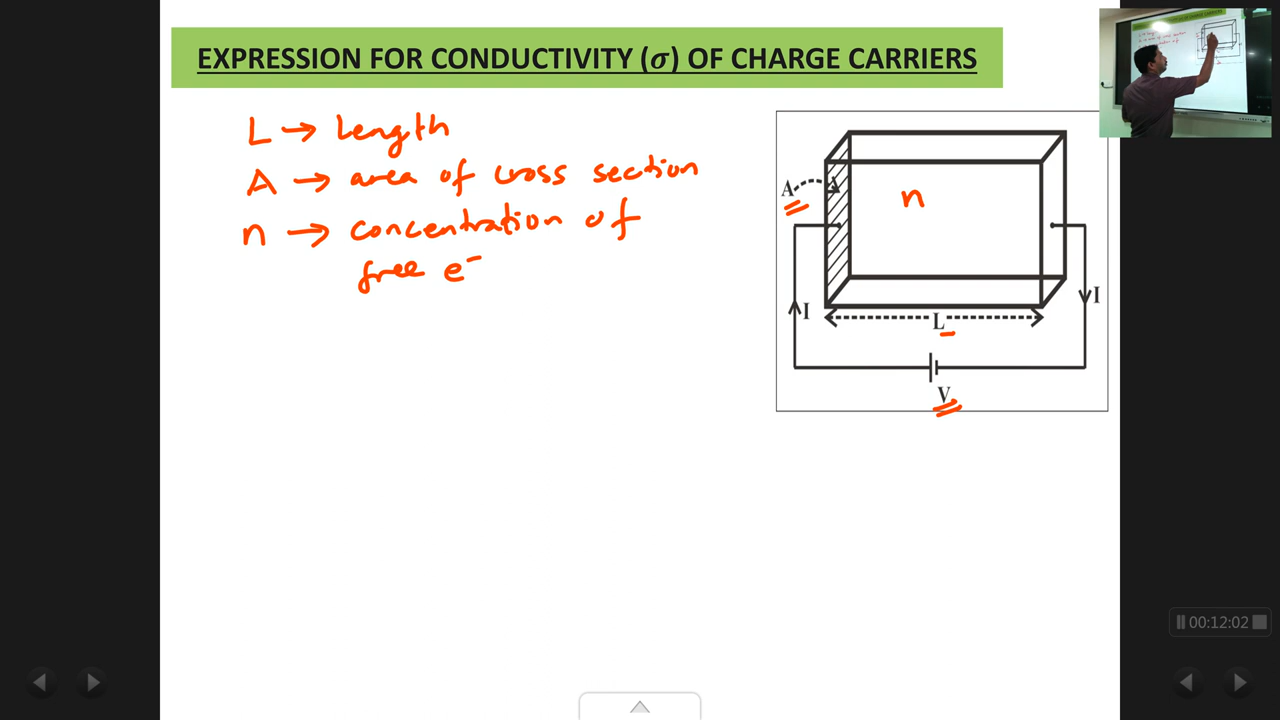 EXPRESSION FOR CONDUCTIVITY (σ) OF CHARGE CARRIERS
L → length
A → area of cross section
n → concentration of
free e⁻
A
n
I
I
L
V
00:12:02